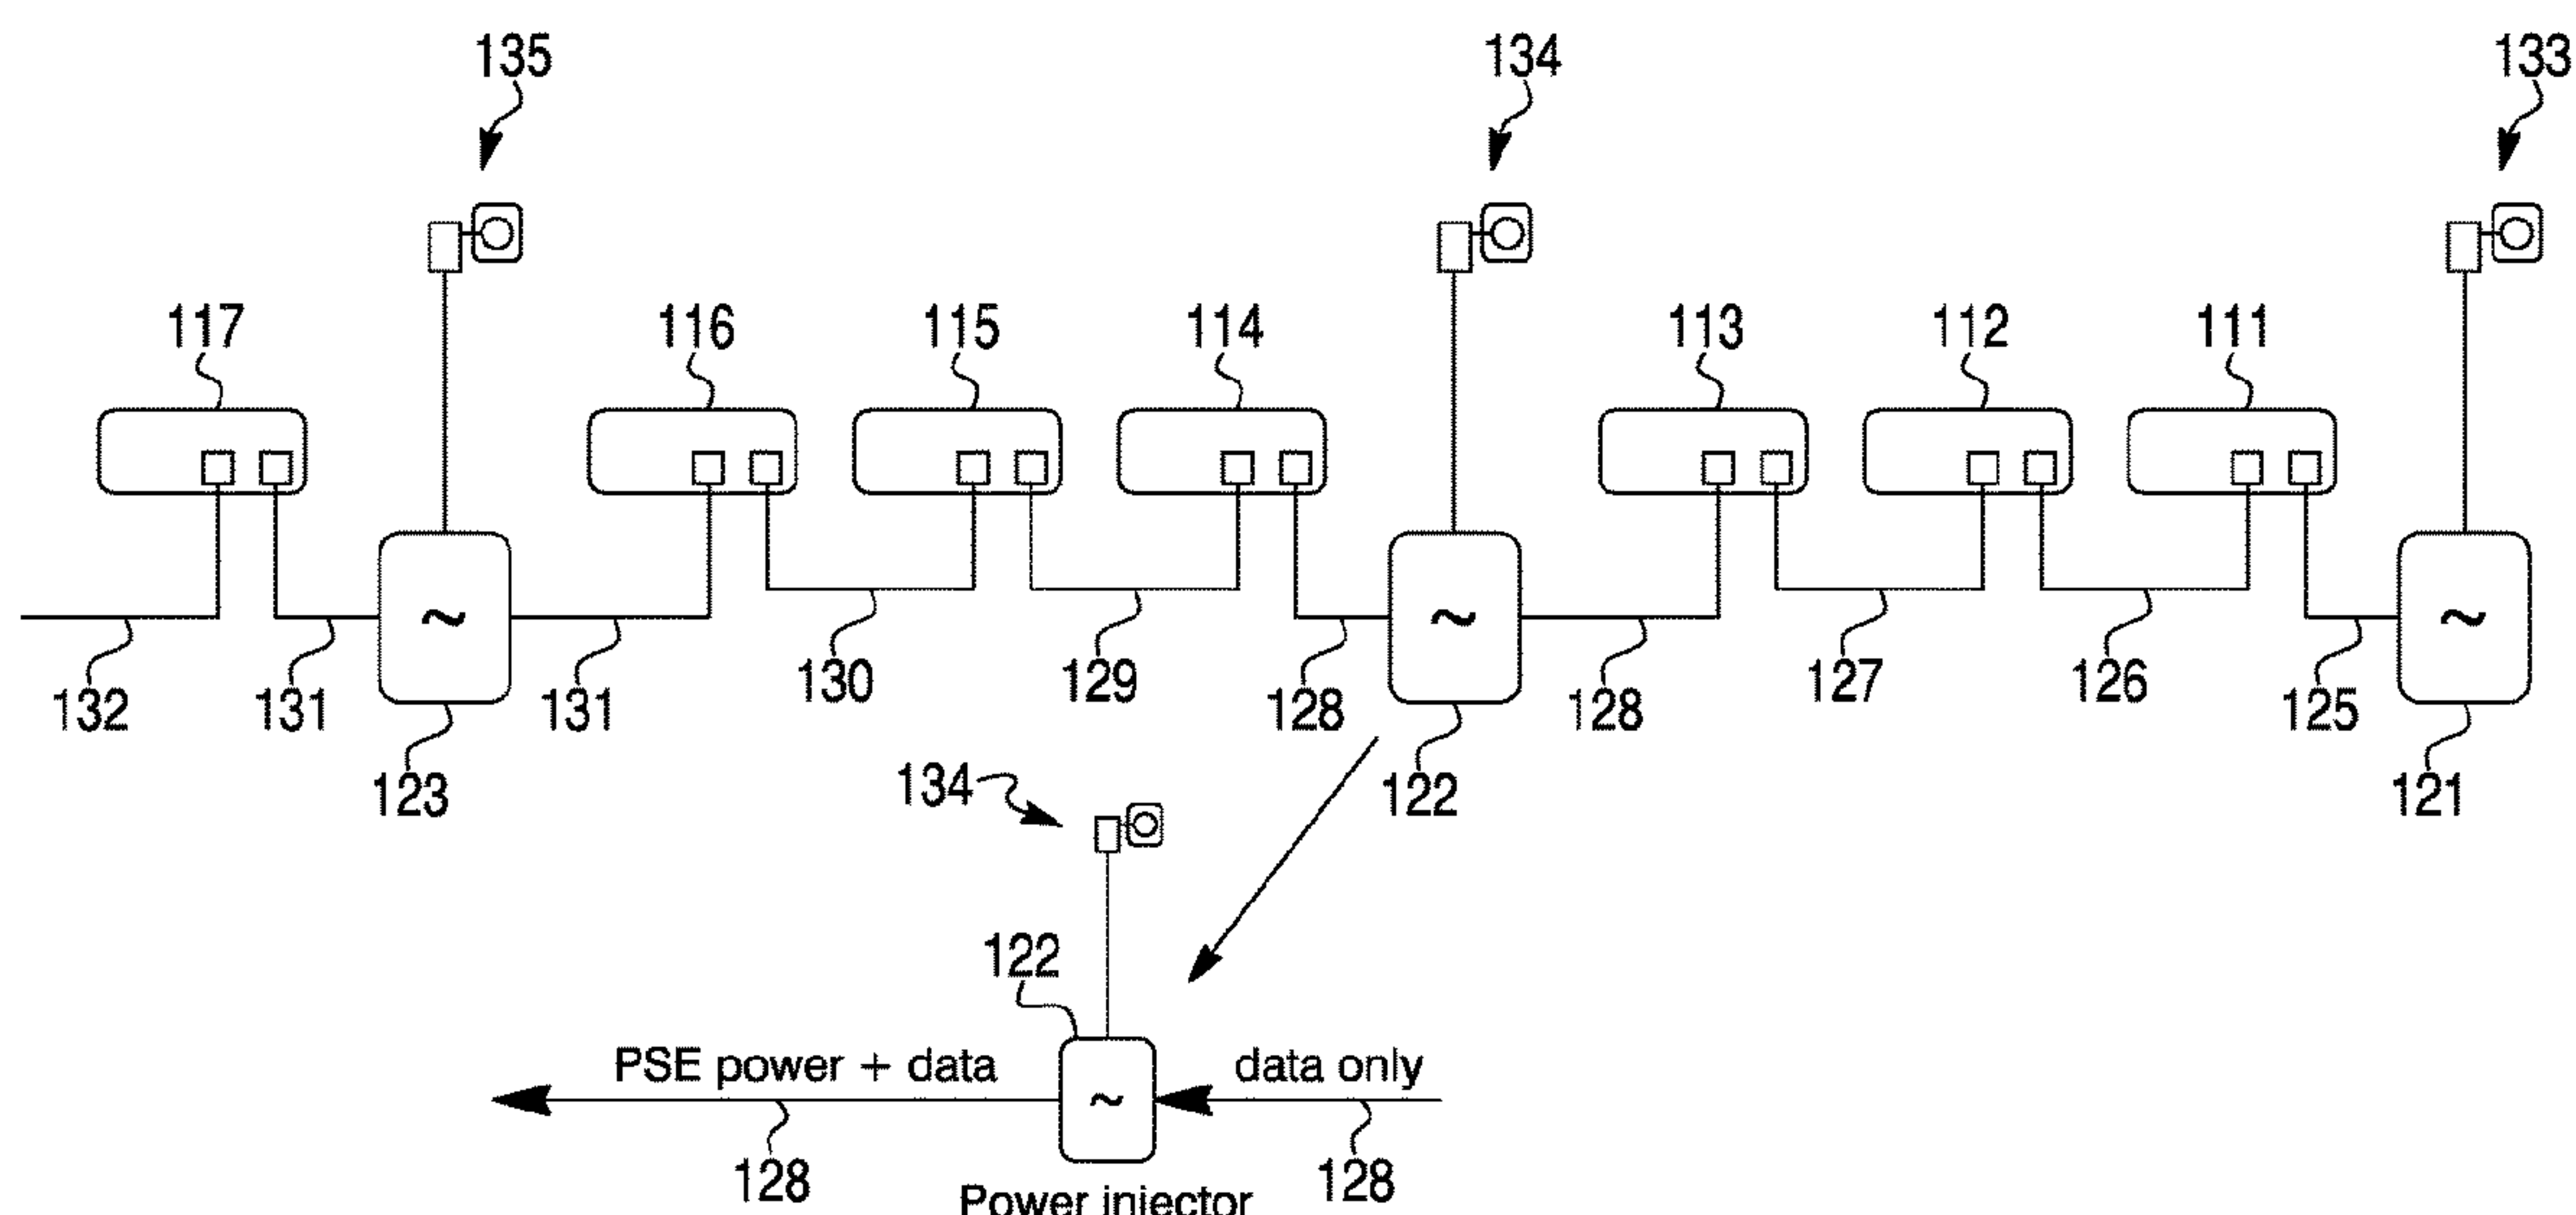 135 134 133
117 116 115 114 113 112 111
~ ~ ~
130 129 127 126
132 131 131 128 128 125
123 122 121
134
122
PSE power + data data only
~
128 128
Power injector